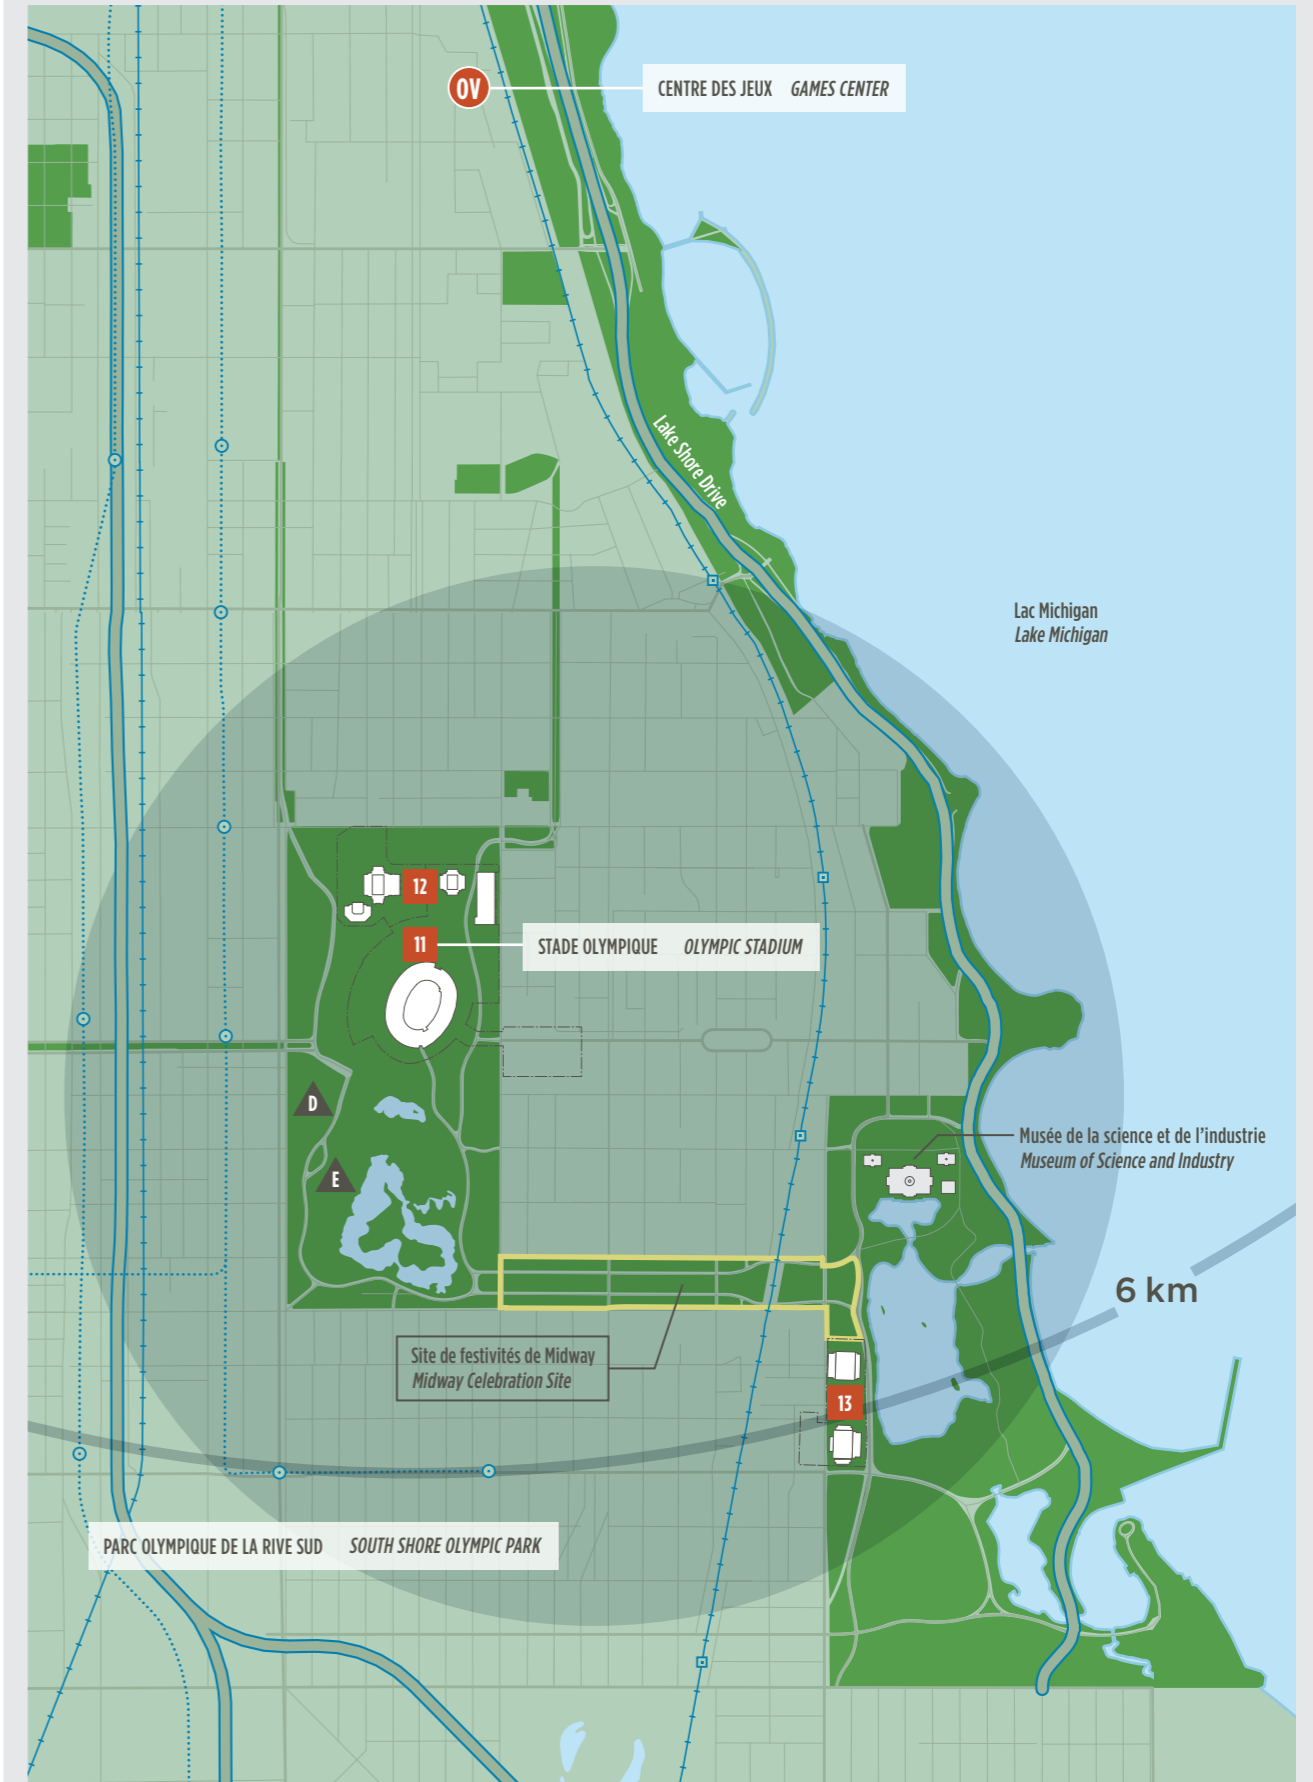 OV
CENTRE DES JEUX GAMES CENTER
Lake Shore Drive
Lac Michigan
Lake Michigan
12
11
STADE OLYMPIQUE OLYMPIC STADIUM
D
E
Musée de la science et de l'industrie
Museum of Science and Industry
6 km
Site de festivités de Midway
Midway Celebration Site
13
PARC OLYMPIQUE DE LA RIVE SUD SOUTH SHORE OLYMPIC PARK